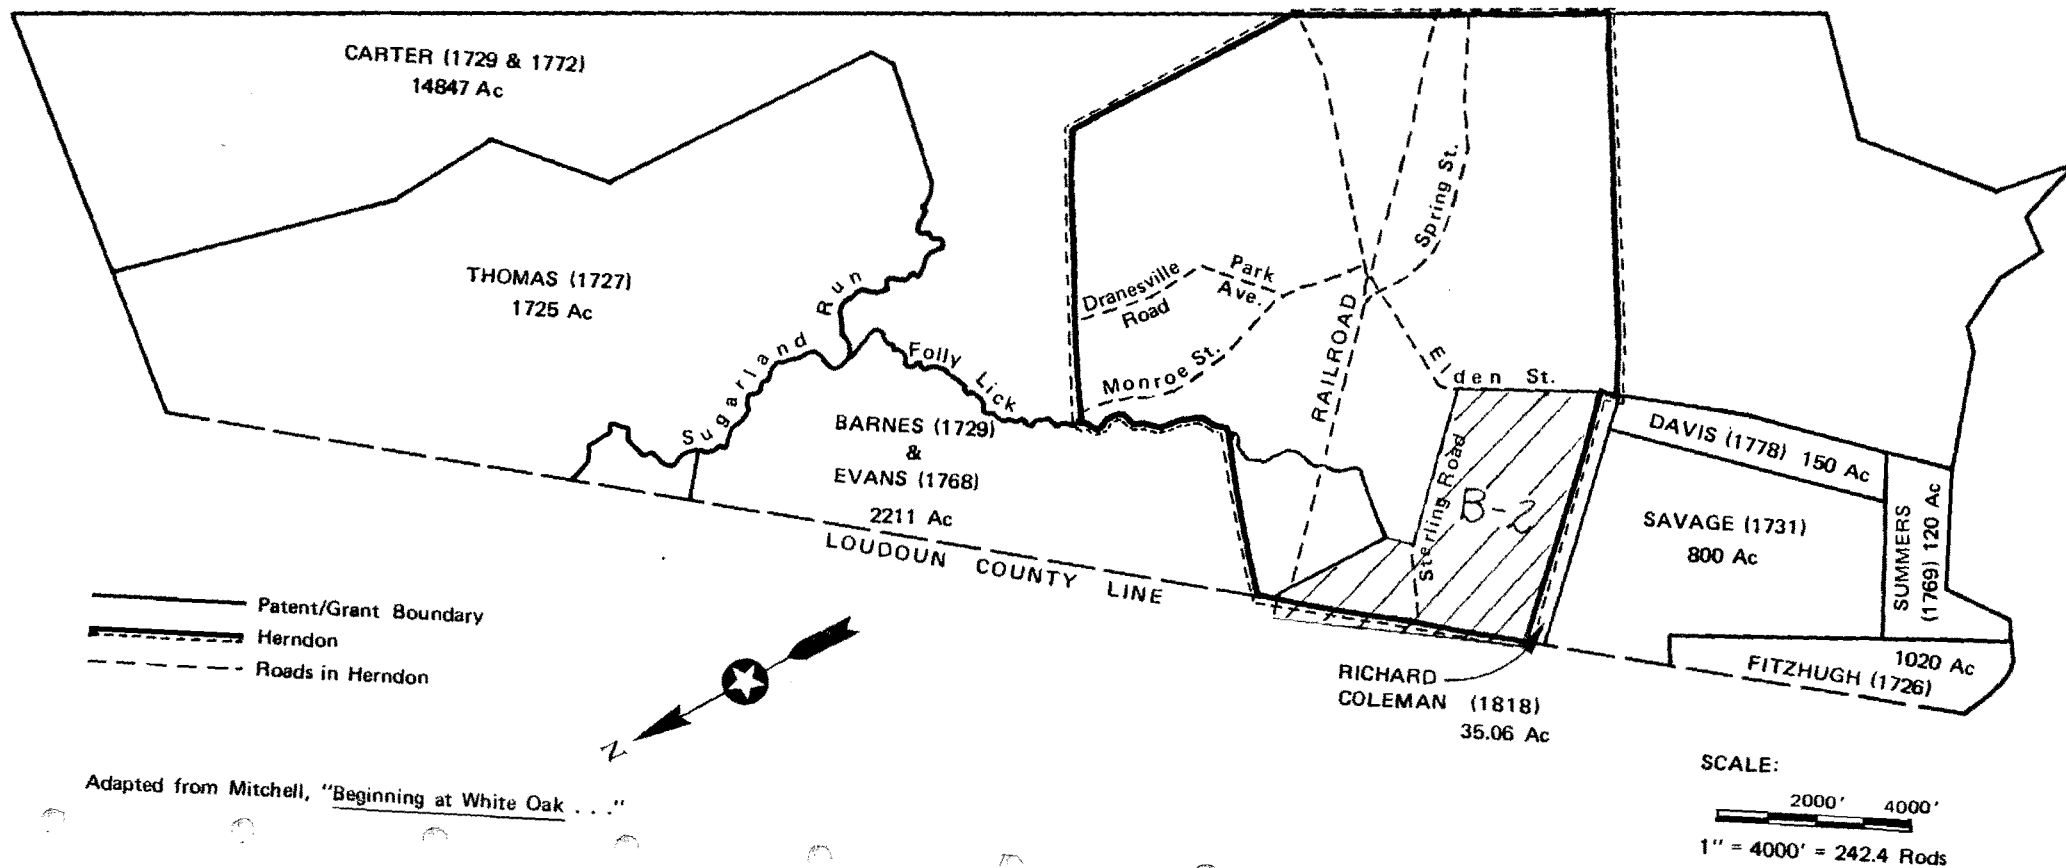 CARTER (1729 & 1772)
14847 Ac
THOMAS (1727)
1725 Ac
Sugarland Run
Folly Lick
BARNES (1729)
&
EVANS (1768)
2211 Ac
LOUDOUN COUNTY LINE
Dranesville
Road
Park
Ave.
Monroe St.
RAILROAD
Spring St.
Elden St.
Sterling Road
B-2
DAVIS (1778) 150 Ac
SAVAGE (1731)
800 Ac
SUMMERS
(1769) 120 Ac
1020 Ac
FITZHUGH (1726)
RICHARD
COLEMAN (1818)
35.06 Ac
Patent/Grant Boundary
Herndon
Roads in Herndon
N
Adapted from Mitchell, "Beginning at White Oak . . ."
SCALE:
2000' 4000'
1" = 4000' = 242.4 Rods